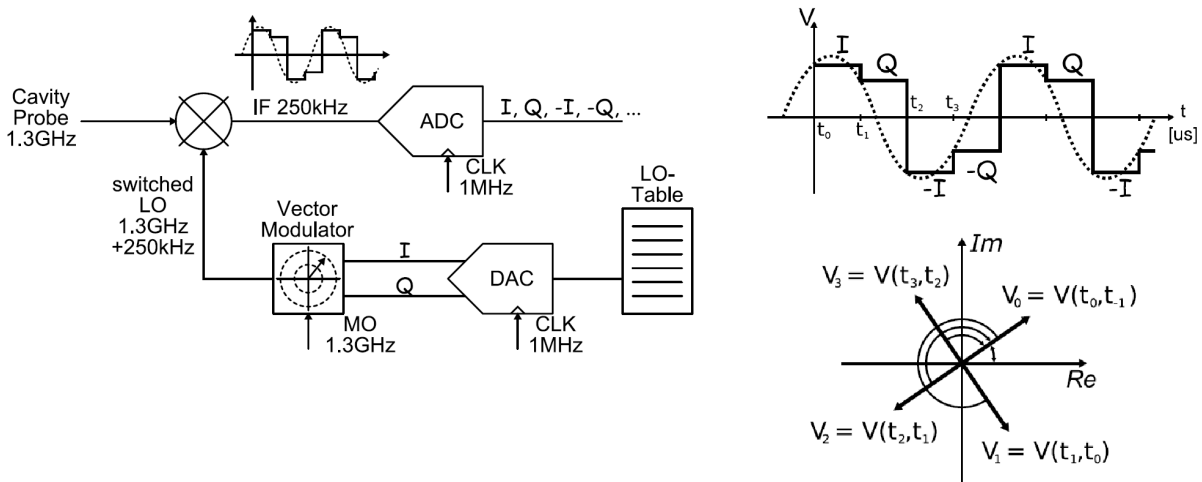 Cavity
Probe
1.3GHz
IF 250kHz
ADC
I, Q, -I, -Q, ...
CLK
1MHz
switched
LO
1.3GHz
+250kHz
Vector
Modulator
I
Q
MO
1.3GHz
DAC
CLK
1MHz
LO-
Table
V
I
Q
I
Q
t₀
t₁
t₂
t₃
t
[us]
-I
-Q
-I
Im
V₃ = V(t₃,t₂)
V₀ = V(t₀,t₋₁)
Re
V₂ = V(t₂,t₁)
V₁ = V(t₁,t₀)